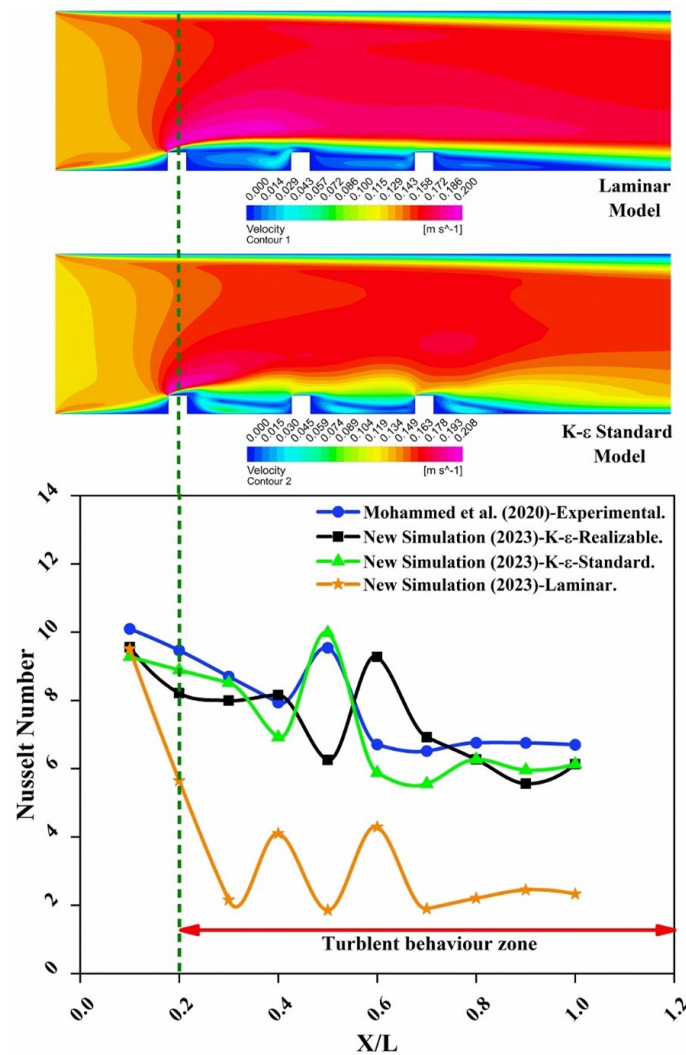 Laminar
Model
0.000
0.014
0.029
0.043
0.057
0.072
0.086
0.100
0.115
0.129
0.143
0.158
0.172
0.186
0.200
Velocity
Contour 1
[m s^-1]
K-ε Standard
Model
0.000
0.015
0.030
0.045
0.059
0.074
0.089
0.104
0.119
0.134
0.149
0.163
0.178
0.193
0.208
Velocity
Contour 2
[m s^-1]
Mohammed et al. (2020)-Experimental.
New Simulation (2023)-K-ε-Realizable.
New Simulation (2023)-K-ε-Standard.
New Simulation (2023)-Laminar.
Nusselt Number
14
12
10
8
6
4
2
0
Turblent behaviour zone
0.0
0.2
0.4
0.6
0.8
1.0
1.2
X/L